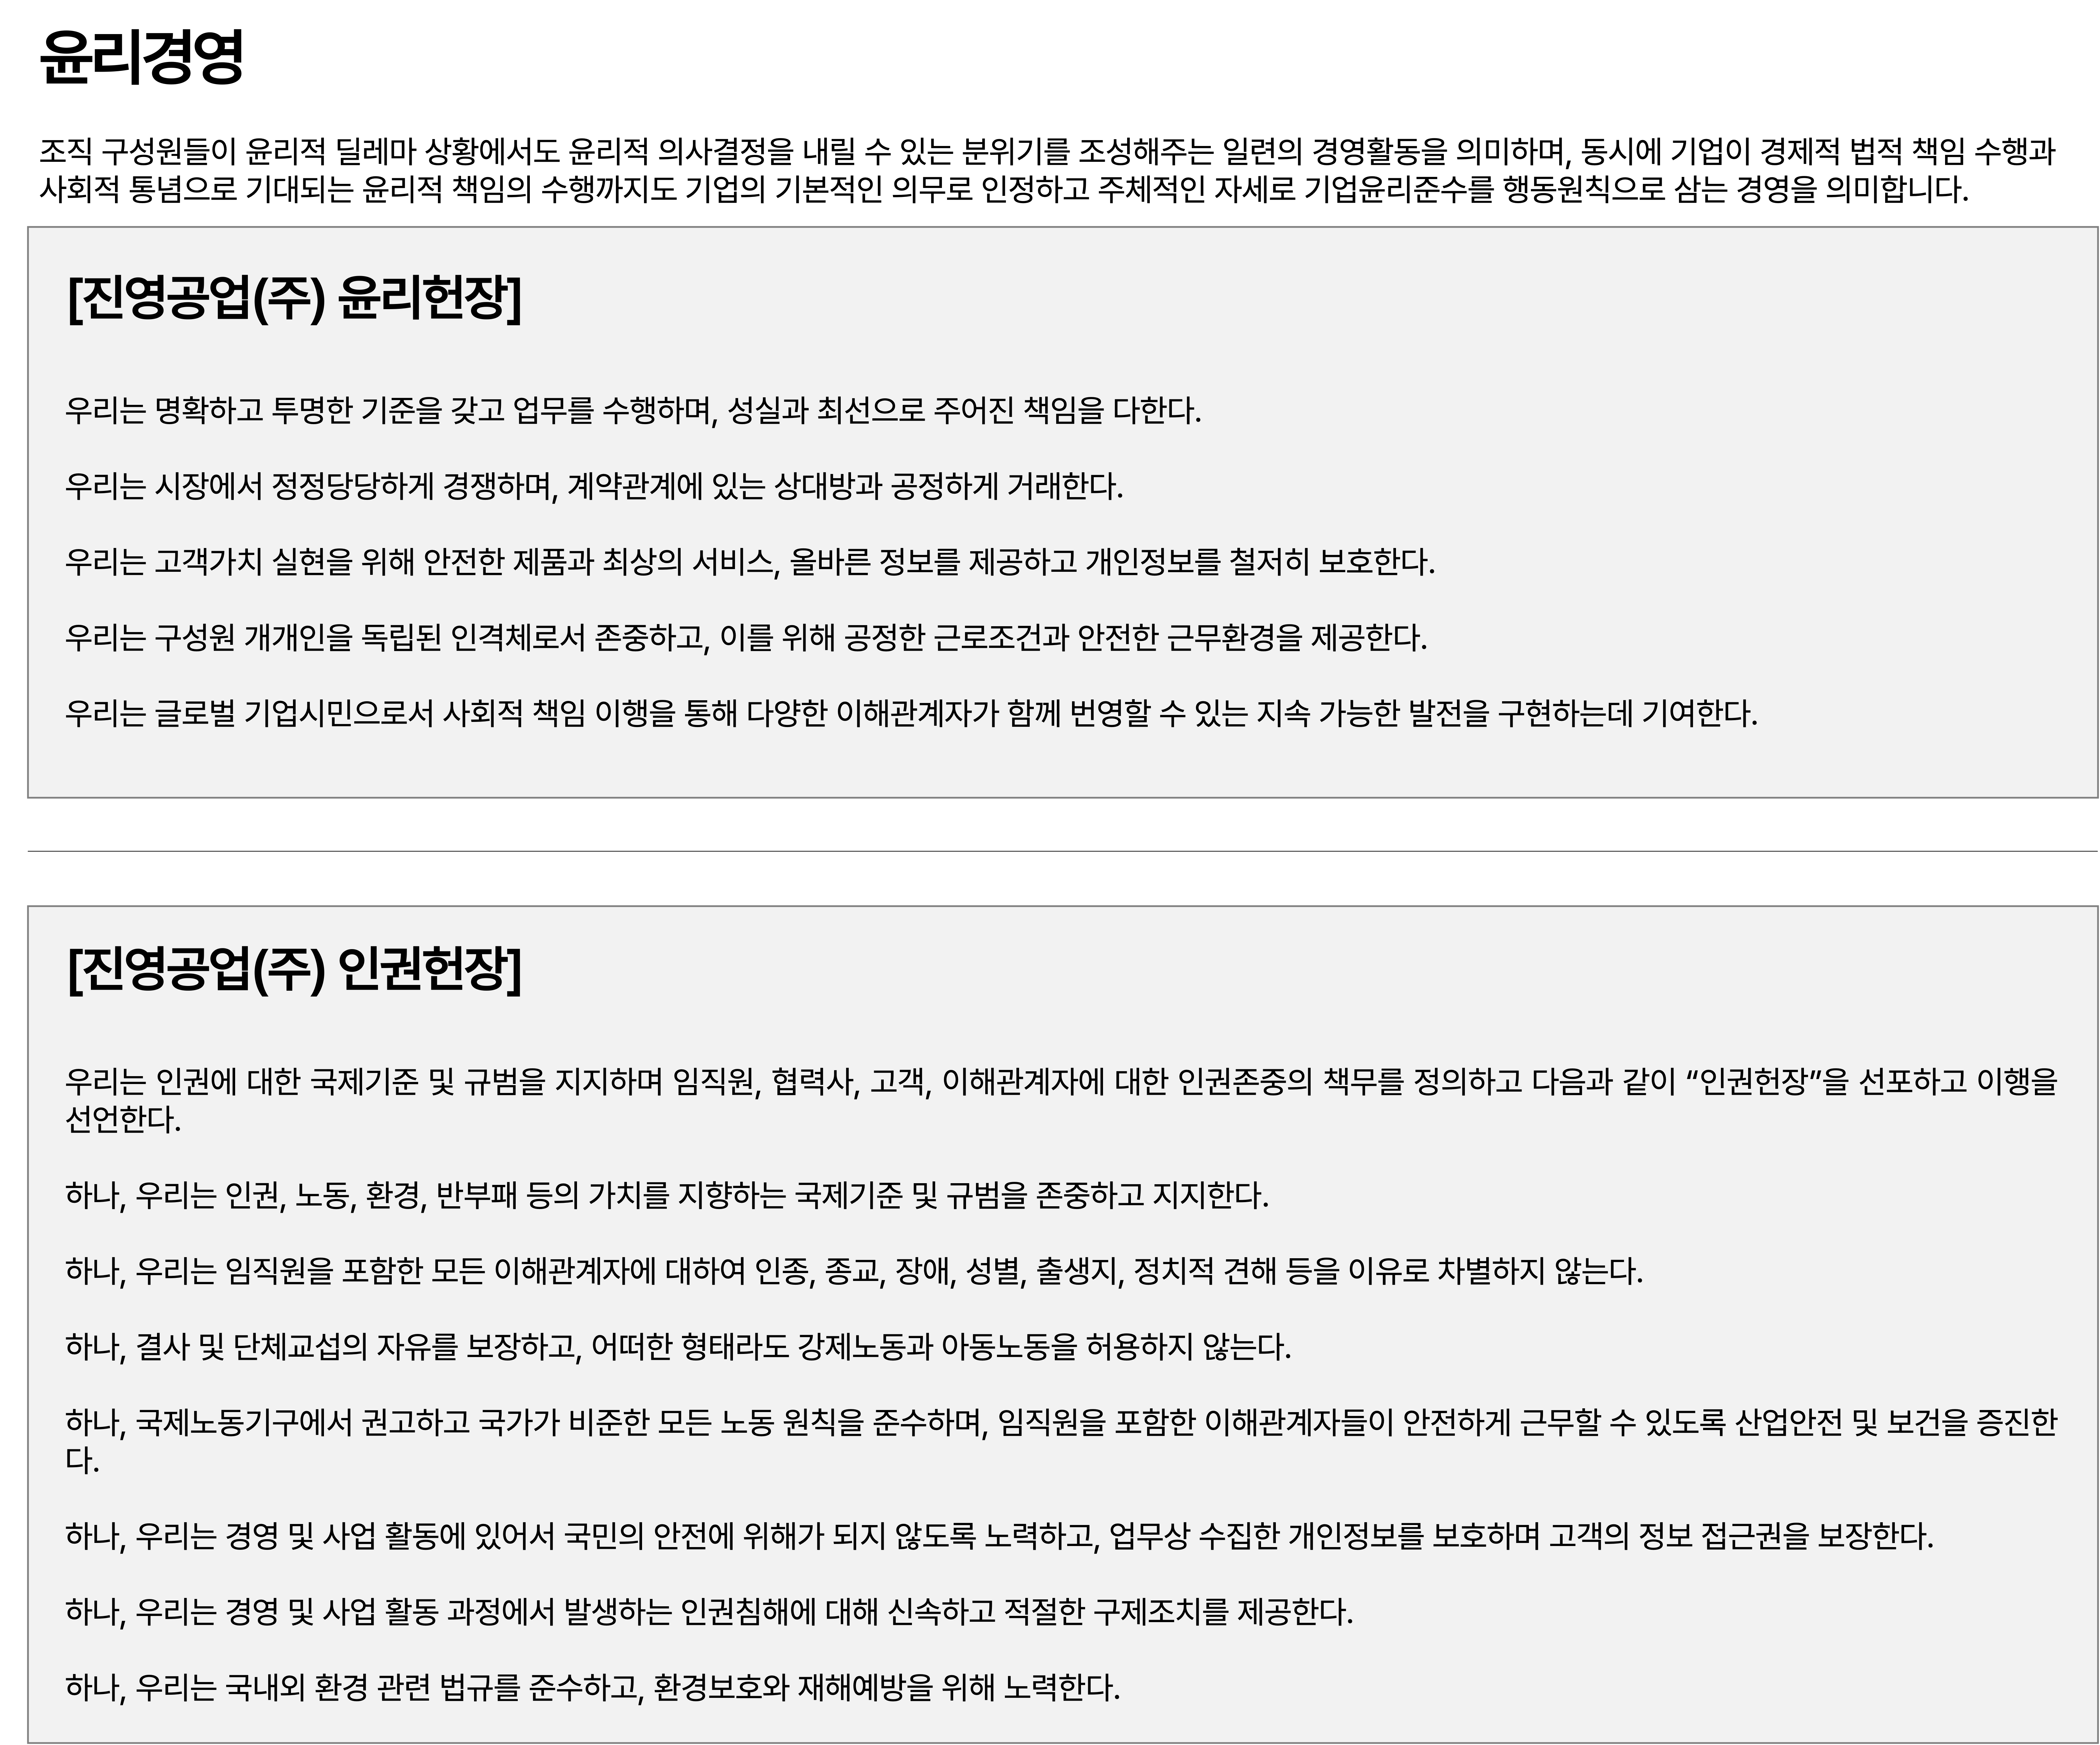 윤리경영
조직 구성원들이 윤리적 딜레마 상황에서도 윤리적 의사결정을 내릴 수 있는 분위기를 조성해주는 일련의 경영활동을 의미하며, 동시에 기업이 경제적 법적 책임 수행과
사회적 통념으로 기대되는 윤리적 책임의 수행까지도 기업의 기본적인 의무로 인정하고 주체적인 자세로 기업윤리준수를 행동원칙으로 삼는 경영을 의미합니다.
[진영공업(주) 윤리헌장]
우리는 명확하고 투명한 기준을 갖고 업무를 수행하며, 성실과 최선으로 주어진 책임을 다한다.
우리는 시장에서 정정당당하게 경쟁하며, 계약관계에 있는 상대방과 공정하게 거래한다.
우리는 고객가치 실현을 위해 안전한 제품과 최상의 서비스, 올바른 정보를 제공하고 개인정보를 철저히 보호한다.
우리는 구성원 개개인을 독립된 인격체로서 존중하고, 이를 위해 공정한 근로조건과 안전한 근무환경을 제공한다.
우리는 글로벌 기업시민으로서 사회적 책임 이행을 통해 다양한 이해관계자가 함께 번영할 수 있는 지속 가능한 발전을 구현하는데 기여한다.
[진영공업(주) 인권헌장]
우리는 인권에 대한 국제기준 및 규범을 지지하며 임직원, 협력사, 고객, 이해관계자에 대한 인권존중의 책무를 정의하고 다음과 같이 “인권헌장”을 선포하고 이행을
선언한다.
하나, 우리는 인권, 노동, 환경, 반부패 등의 가치를 지향하는 국제기준 및 규범을 존중하고 지지한다.
하나, 우리는 임직원을 포함한 모든 이해관계자에 대하여 인종, 종교, 장애, 성별, 출생지, 정치적 견해 등을 이유로 차별하지 않는다.
하나, 결사 및 단체교섭의 자유를 보장하고, 어떠한 형태라도 강제노동과 아동노동을 허용하지 않는다.
하나, 국제노동기구에서 권고하고 국가가 비준한 모든 노동 원칙을 준수하며, 임직원을 포함한 이해관계자들이 안전하게 근무할 수 있도록 산업안전 및 보건을 증진한
다.
하나, 우리는 경영 및 사업 활동에 있어서 국민의 안전에 위해가 되지 않도록 노력하고, 업무상 수집한 개인정보를 보호하며 고객의 정보 접근권을 보장한다.
하나, 우리는 경영 및 사업 활동 과정에서 발생하는 인권침해에 대해 신속하고 적절한 구제조치를 제공한다.
하나, 우리는 국내외 환경 관련 법규를 준수하고, 환경보호와 재해예방을 위해 노력한다.